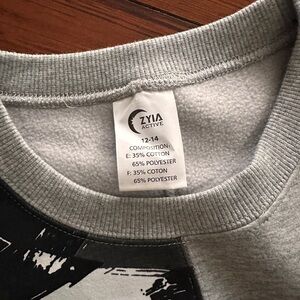 ZYIA
ACTIVE
12-14
COMPOSITION:
E: 35% COTTON
65% POLYESTER
F: 35% COTON
65% POLYESTER